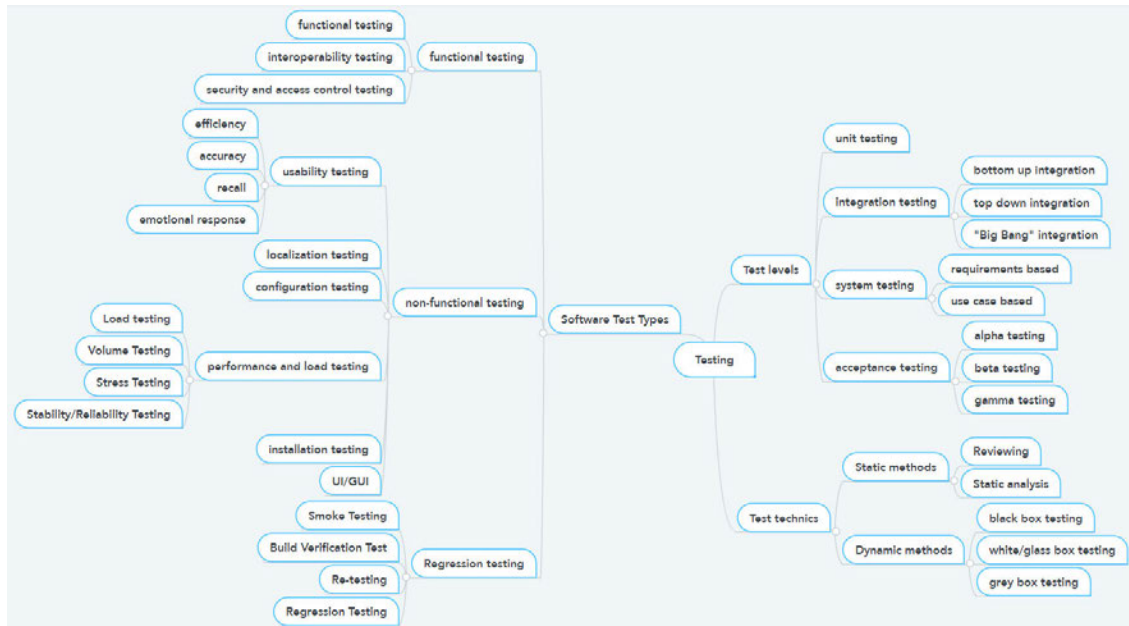 functional testing
interoperability testing
security and access control testing
functional testing
efficiency
accuracy
recall
emotional response
usability testing
localization testing
configuration testing
non-functional testing
Load testing
Volume Testing
Stress Testing
Stability/Reliability Testing
performance and load testing
installation testing
UI/GUI
Smoke Testing
Build Verification Test
Re-testing
Regression Testing
Regression testing
Software Test Types
Testing
Test levels
unit testing
integration testing
bottom up integration
top down integration
"Big Bang" integration
system testing
requirements based
use case based
acceptance testing
alpha testing
beta testing
gamma testing
Test technics
Static methods
Reviewing
Static analysis
Dynamic methods
black box testing
white/glass box testing
grey box testing